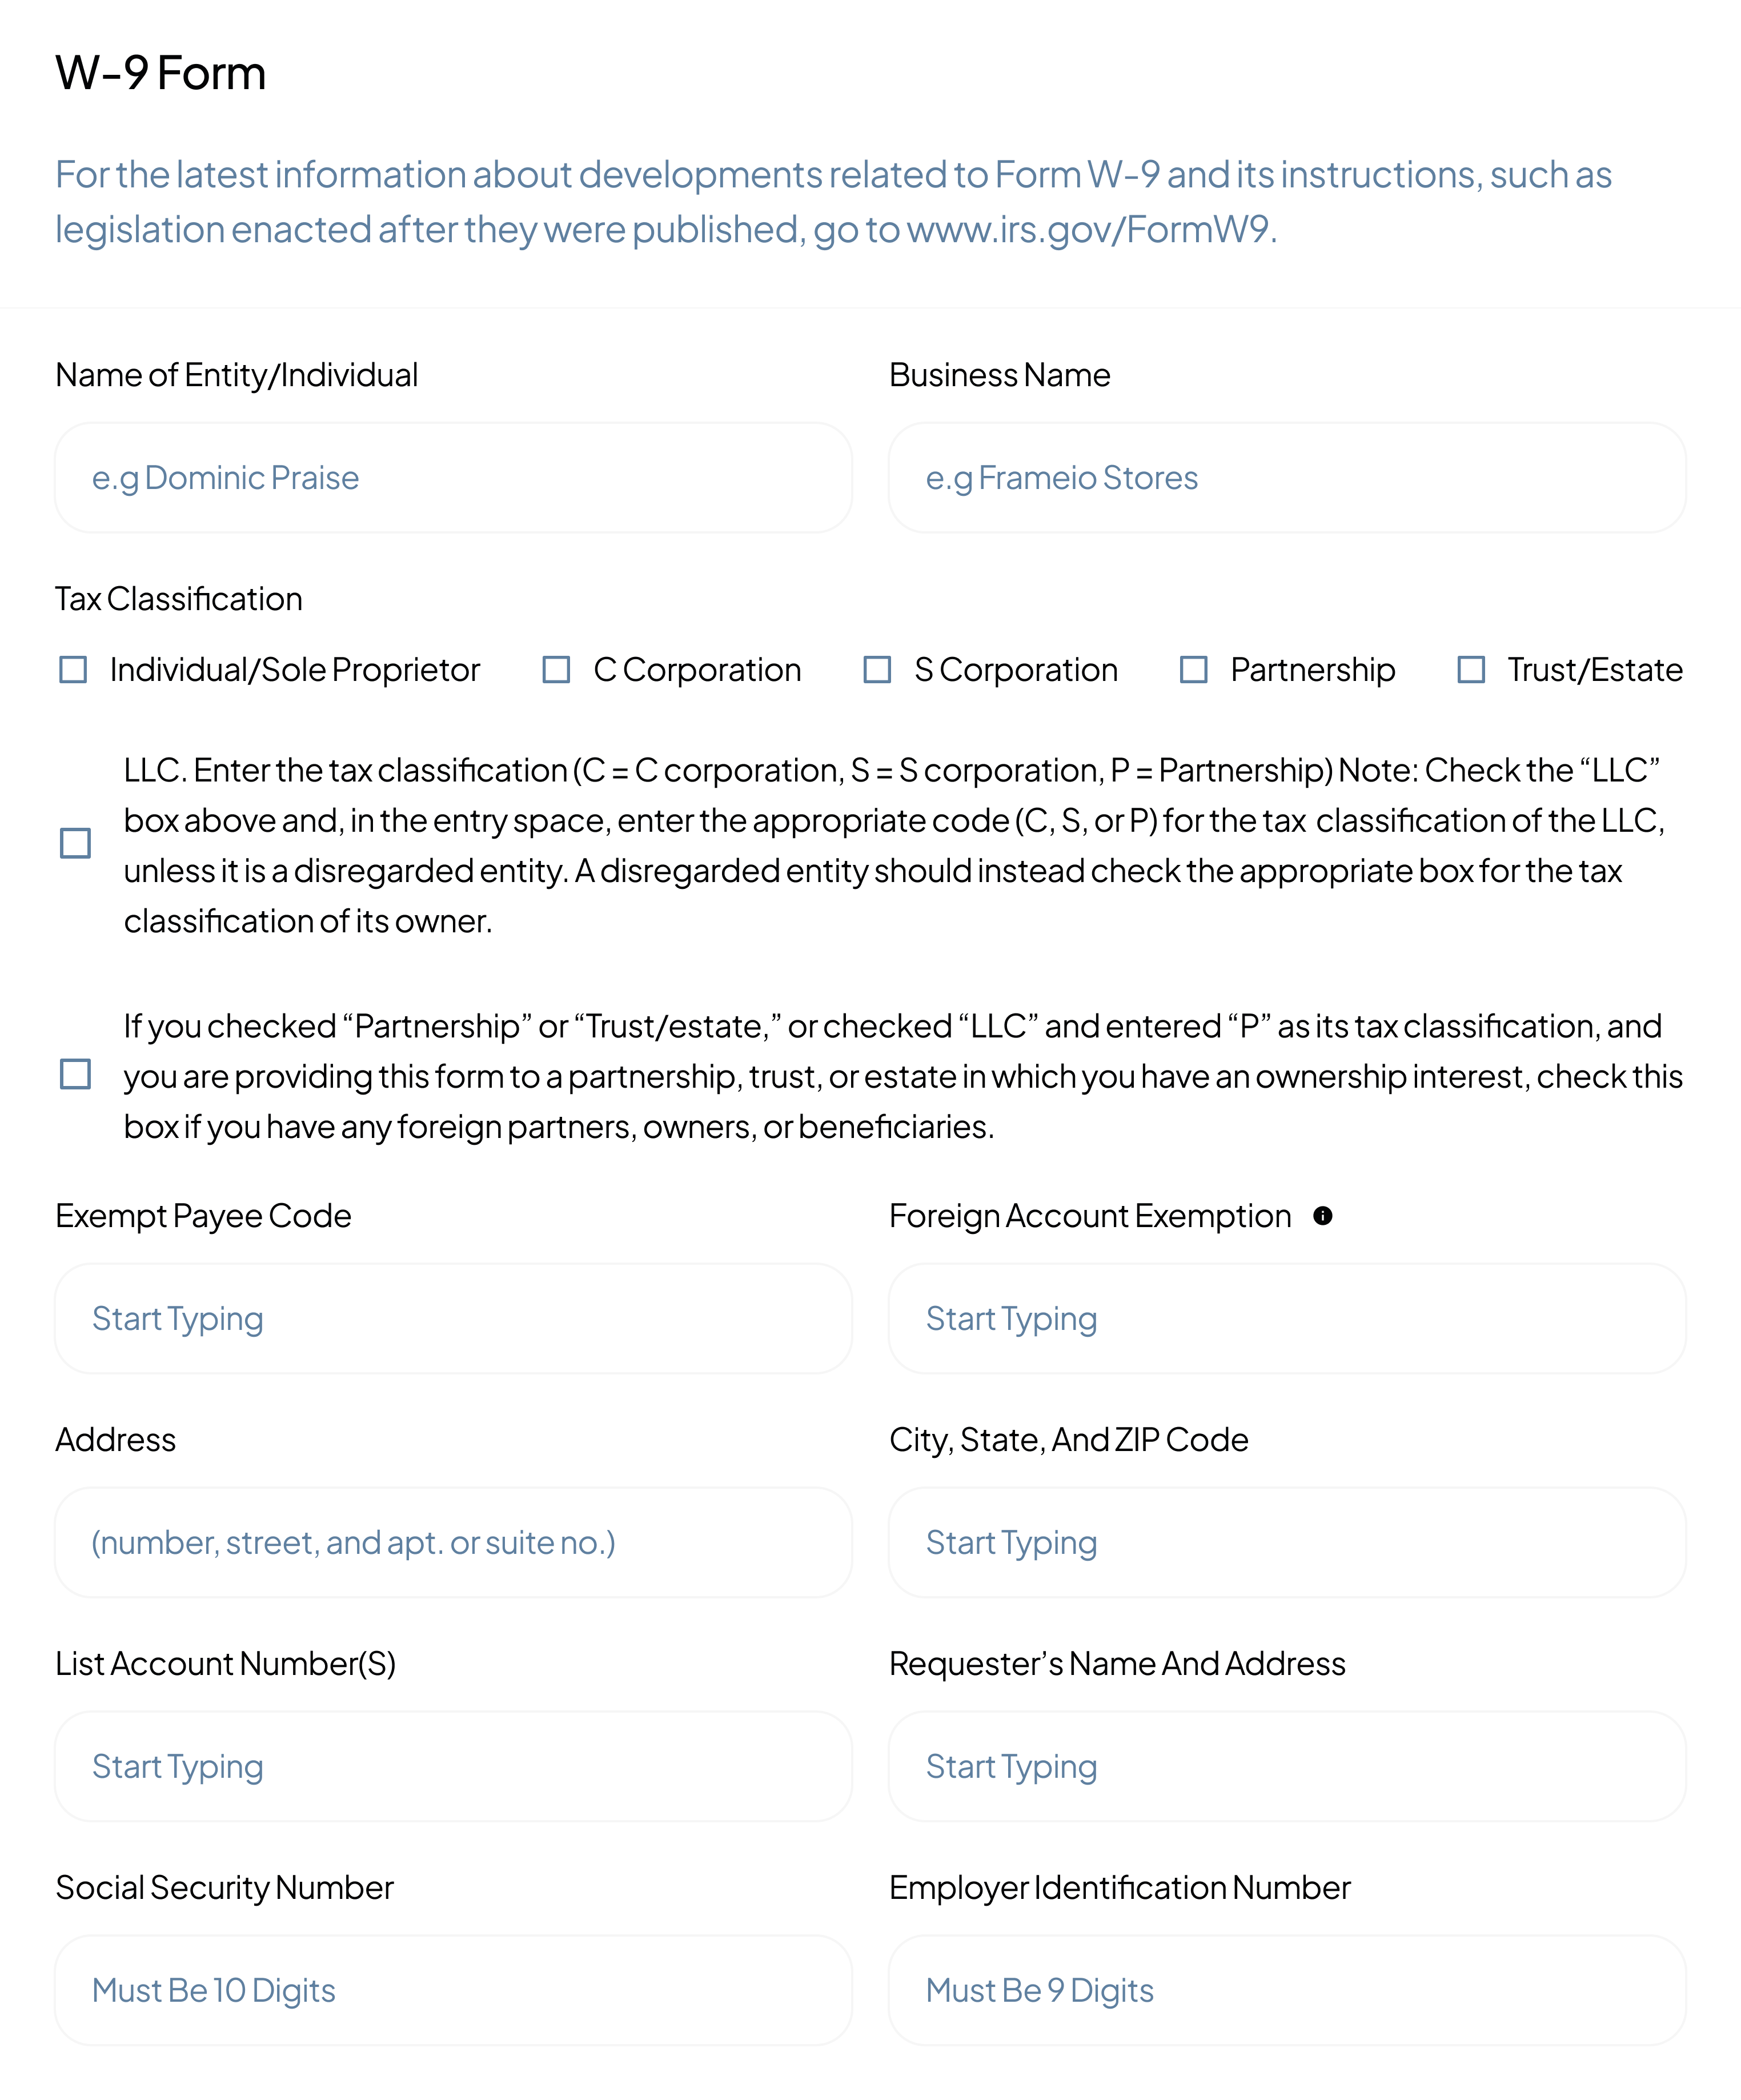 W-9 Form
For the latest information about developments related to Form W-9 and its instructions, such as
legislation enacted after they were published, go to www.irs.gov/FormW9.
Name of Entity/Individual
Business Name
e.g Dominic Praise
e.g Frameio Stores
Tax Classification
Individual/Sole Proprietor C Corporation S Corporation Partnership Trust/Estate
LLC. Enter the tax classification (C = C corporation, S = S corporation, P = Partnership) Note: Check the “LLC”
box above and, in the entry space, enter the appropriate code (C, S, or P) for the tax  classification of the LLC,
unless it is a disregarded entity. A disregarded entity should instead check the appropriate box for the tax
classification of its owner.
If you checked “Partnership” or “Trust/estate,” or checked “LLC” and entered “P” as its tax classification, and
you are providing this form to a partnership, trust, or estate in which you have an ownership interest, check this
box if you have any foreign partners, owners, or beneficiaries.
Exempt Payee Code
Foreign Account Exemption
Start Typing
Start Typing
Address
City, State, And ZIP Code
(number, street, and apt. or suite no.)
Start Typing
List Account Number(S)
Requester’s Name And Address
Start Typing
Start Typing
Social Security Number
Employer Identification Number
Must Be 10 Digits
Must Be 9 Digits